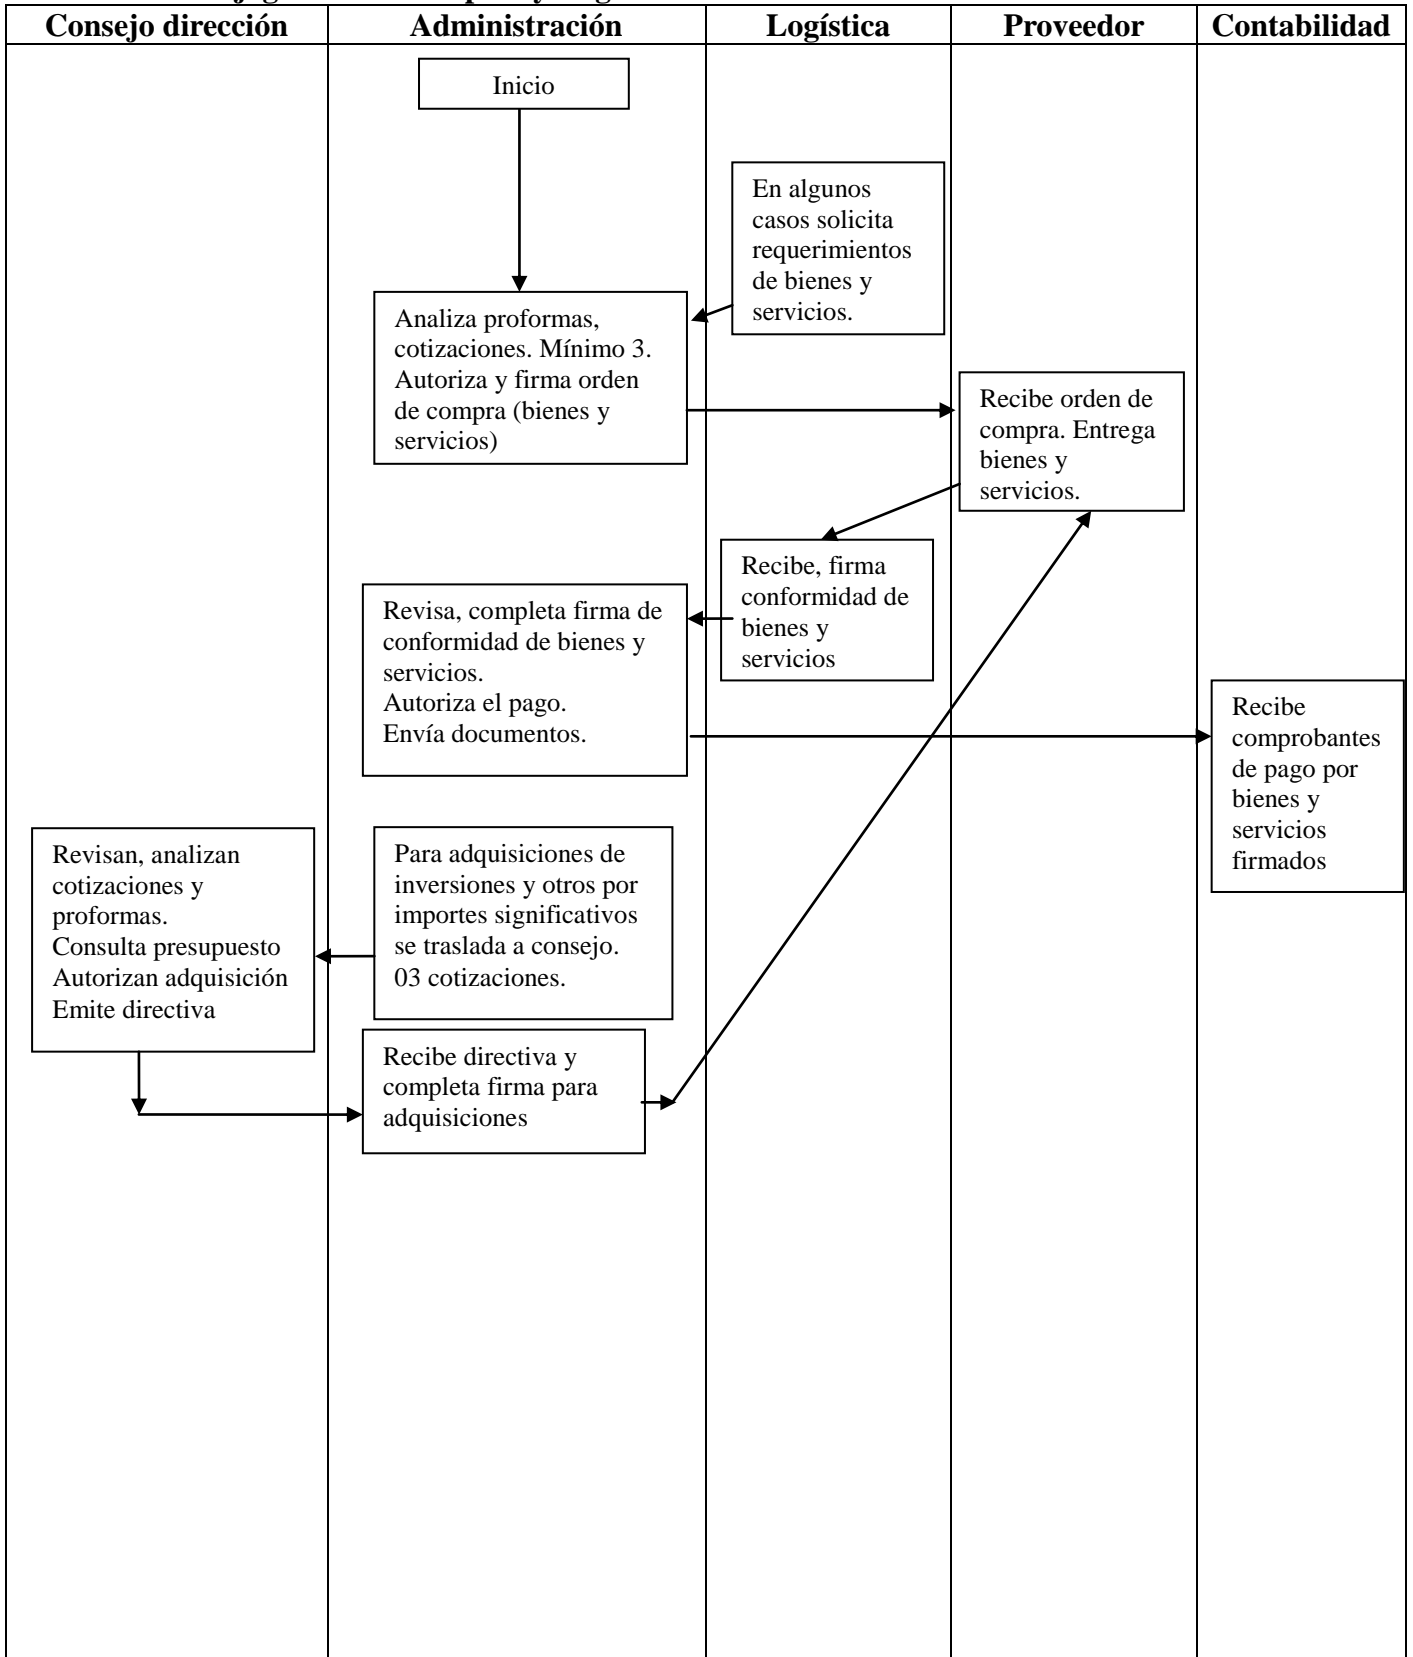 Consejo dirección
Administración
Logística
Proveedor
Contabilidad
Inicio
En algunos
casos solicita
requerimientos
de bienes y
servicios.
Analiza proformas,
cotizaciones. Mínimo 3.
Autoriza y firma orden
de compra (bienes y
servicios)
Recibe orden de
compra. Entrega
bienes y
servicios.
Recibe, firma
conformidad de
bienes y
servicios
Revisa, completa firma de
conformidad de bienes y
servicios.
Autoriza el pago.
Envía documentos.
Recibe
comprobantes
de pago por
bienes y
servicios
firmados
Revisan, analizan
cotizaciones y
proformas.
Consulta presupuesto
Autorizan adquisición
Emite directiva
Para adquisiciones de
inversiones y otros por
importes significativos
se traslada a consejo.
03 cotizaciones.
Recibe directiva y
completa firma para
adquisiciones